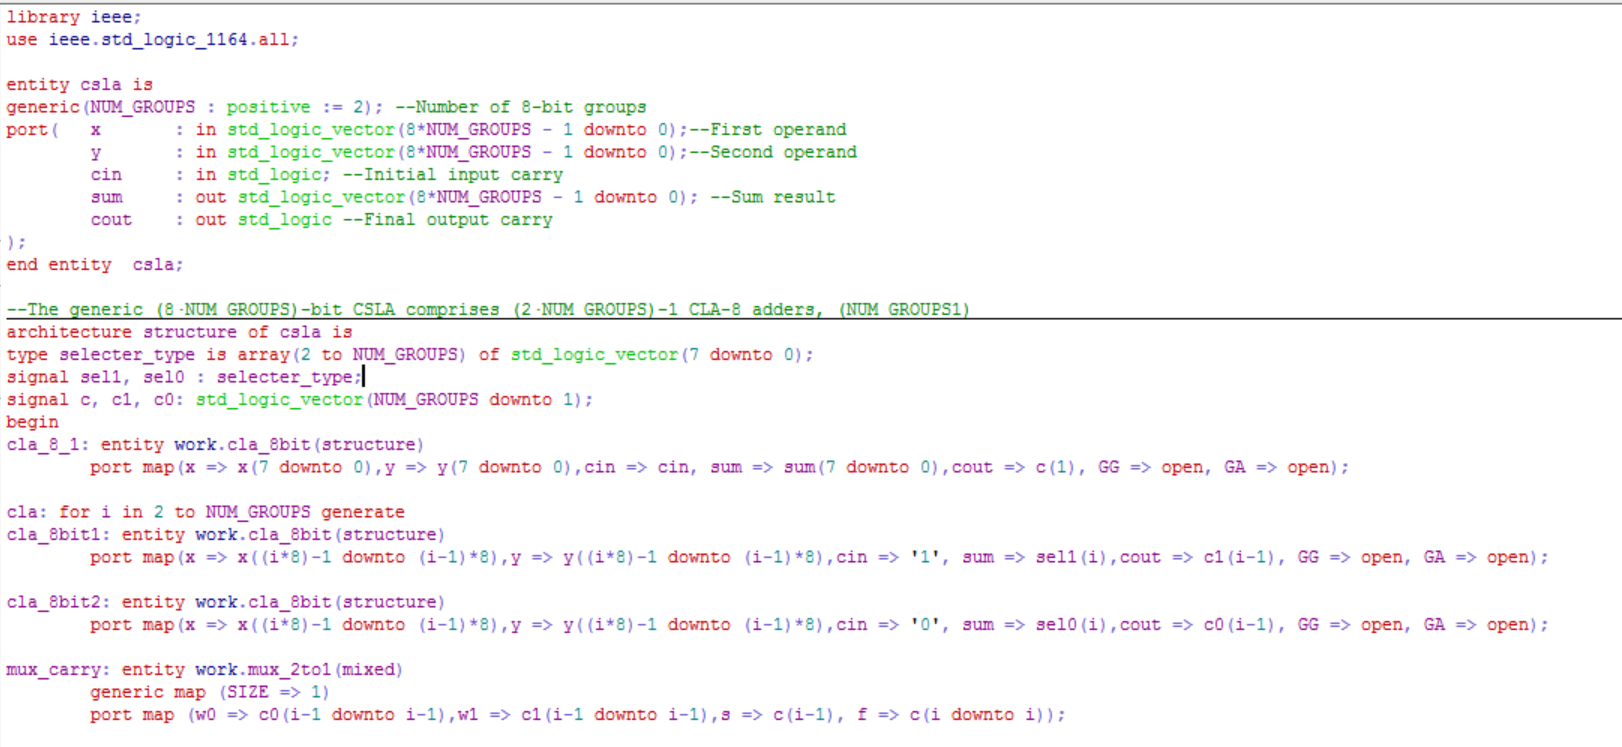 library ieee;
use ieee.std_logic_1164.all;
entity csla is
generic(NUM_GROUPS : positive := 2); --Number of 8-bit groups
port(   x       : in std_logic_vector(8*NUM_GROUPS - 1 downto 0);--First operand
        y       : in std_logic_vector(8*NUM_GROUPS - 1 downto 0);--Second operand
        cin     : in std_logic; --Initial input carry
        sum     : out std_logic_vector(8*NUM_GROUPS - 1 downto 0); --Sum result
        cout    : out std_logic --Final output carry
);
end entity  csla;
--The generic (8·NUM GROUPS)-bit CSLA comprises (2·NUM GROUPS)-1 CLA-8 adders, (NUM GROUPS1)
architecture structure of csla is
type selecter_type is array(2 to NUM_GROUPS) of std_logic_vector(7 downto 0);
signal sel1, sel0 : selecter_type;
signal c, c1, c0: std_logic_vector(NUM_GROUPS downto 1);
begin
cla_8_1: entity work.cla_8bit(structure)
        port map(x => x(7 downto 0),y => y(7 downto 0),cin => cin, sum => sum(7 downto 0),cout => c(1), GG => open, GA => open);
cla: for i in 2 to NUM_GROUPS generate
cla_8bit1: entity work.cla_8bit(structure)
        port map(x => x((i*8)-1 downto (i-1)*8),y => y((i*8)-1 downto (i-1)*8),cin => '1', sum => sel1(i),cout => c1(i-1), GG => open, GA => open);
cla_8bit2: entity work.cla_8bit(structure)
        port map(x => x((i*8)-1 downto (i-1)*8),y => y((i*8)-1 downto (i-1)*8),cin => '0', sum => sel0(i),cout => c0(i-1), GG => open, GA => open);
mux_carry: entity work.mux_2to1(mixed)
        generic map (SIZE => 1)
        port map (w0 => c0(i-1 downto i-1),w1 => c1(i-1 downto i-1),s => c(i-1), f => c(i downto i));